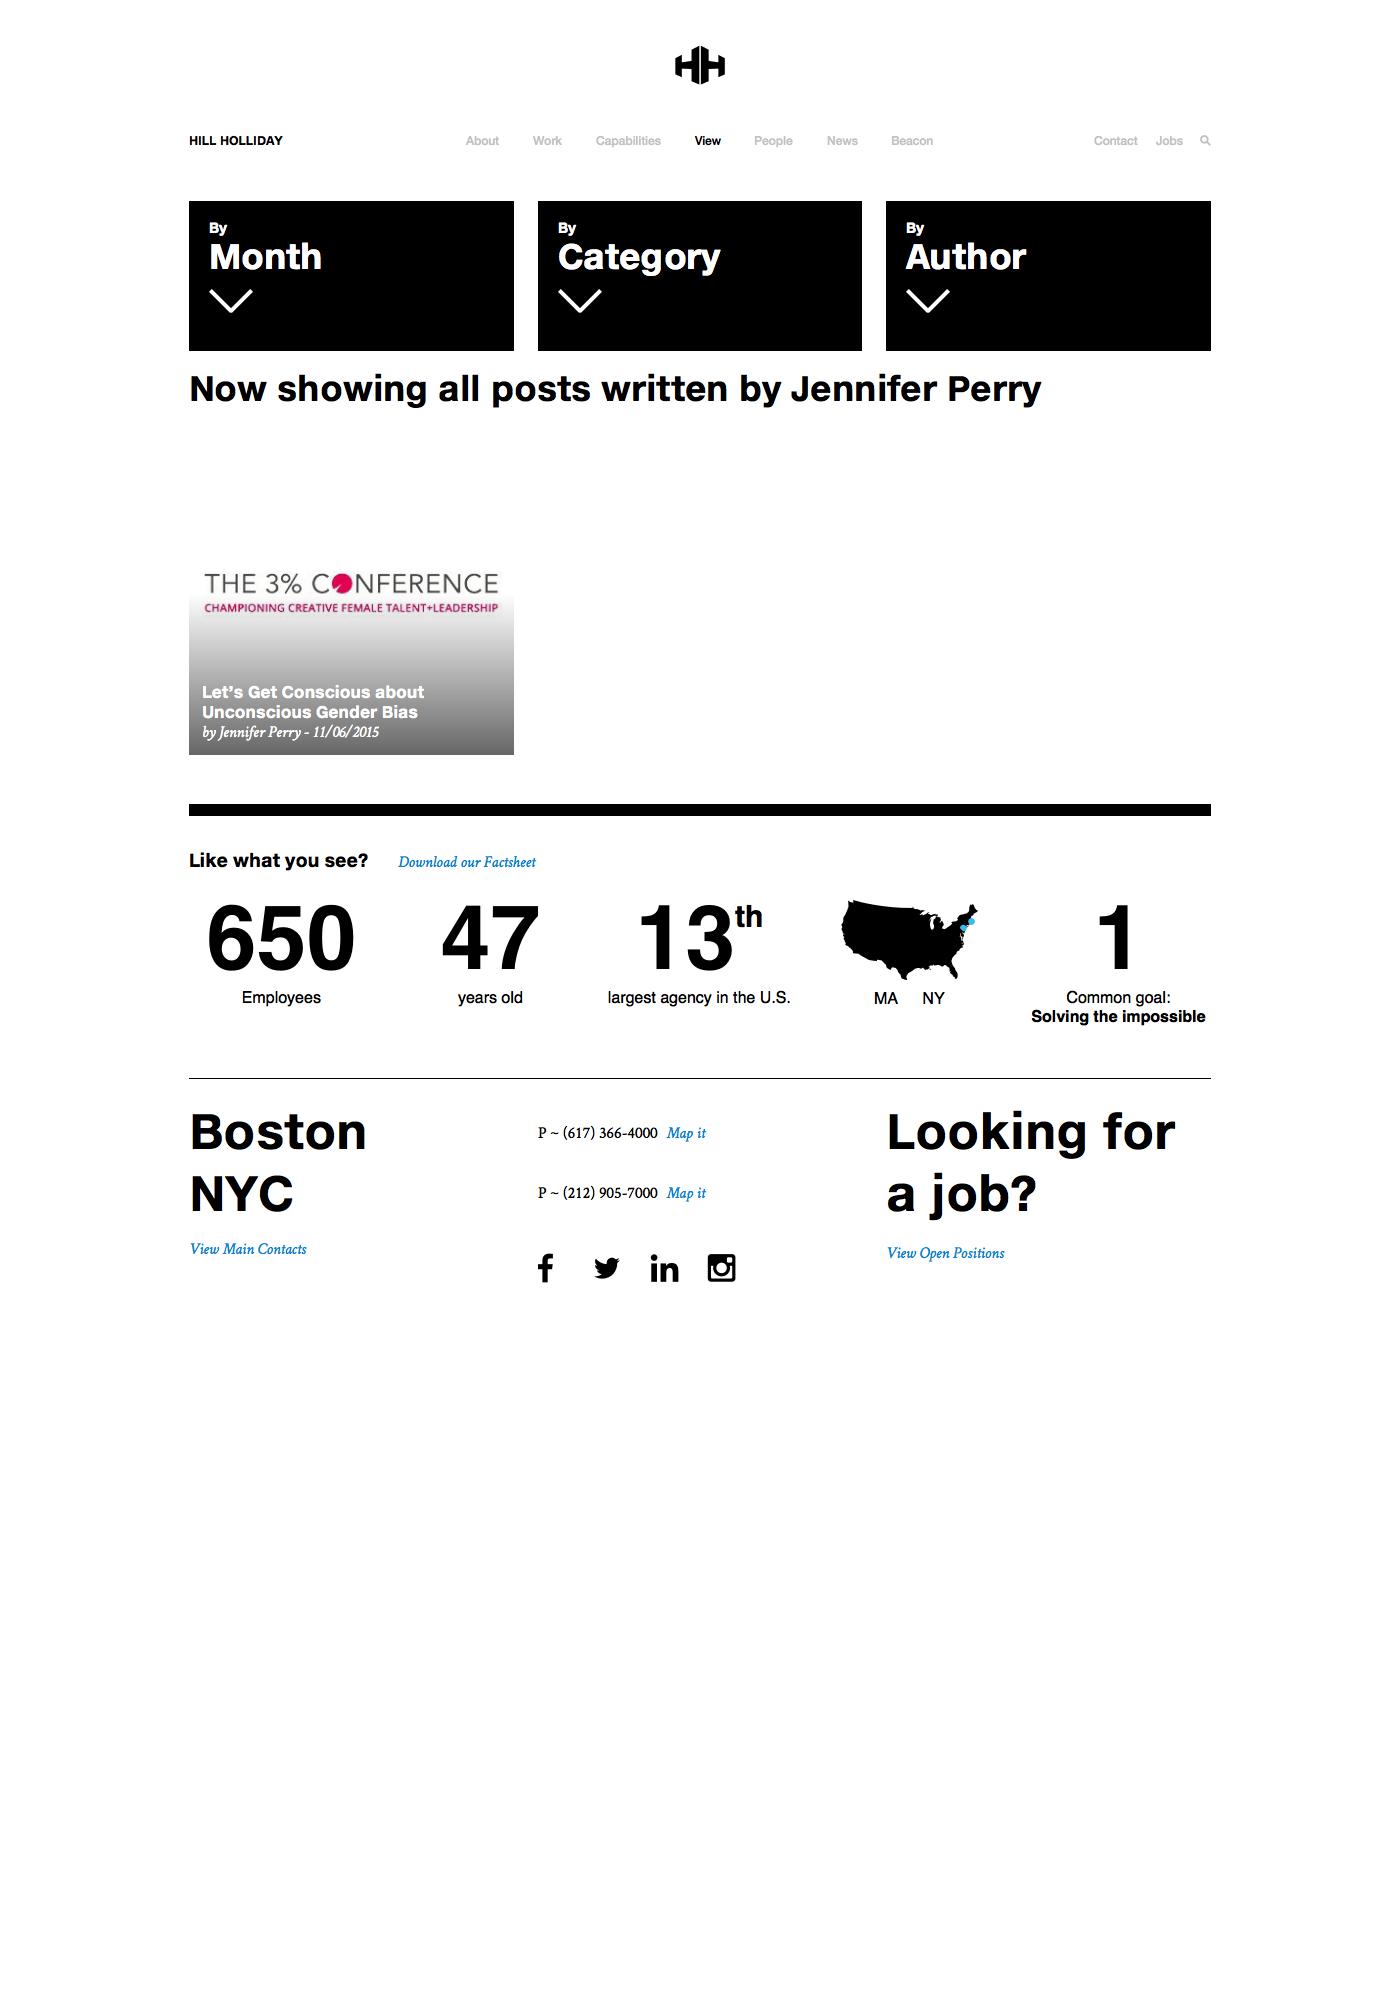 HILL HOLLIDAY
About Work Capabilities View People News Beacon
Contact Jobs
By
Month
By
Category
By
Author
Now showing all posts written by Jennifer Perry
THE 3% CONFERENCE
CHAMPIONING CREATIVE FEMALE TALENT+LEADERSHIP
Let's Get Conscious about
Unconscious Gender Bias
by Jennifer Perry - 11/06/2015
Like what you see? Download our Factsheet
650
Employees
47
years old
13th
largest agency in the U.S.
MA NY
1
Common goal:
Solving the impossible
Boston
NYC
View Main Contacts
P ~ (617) 366-4000 Map it
P ~ (212) 905-7000 Map it
Looking for
a job?
View Open Positions